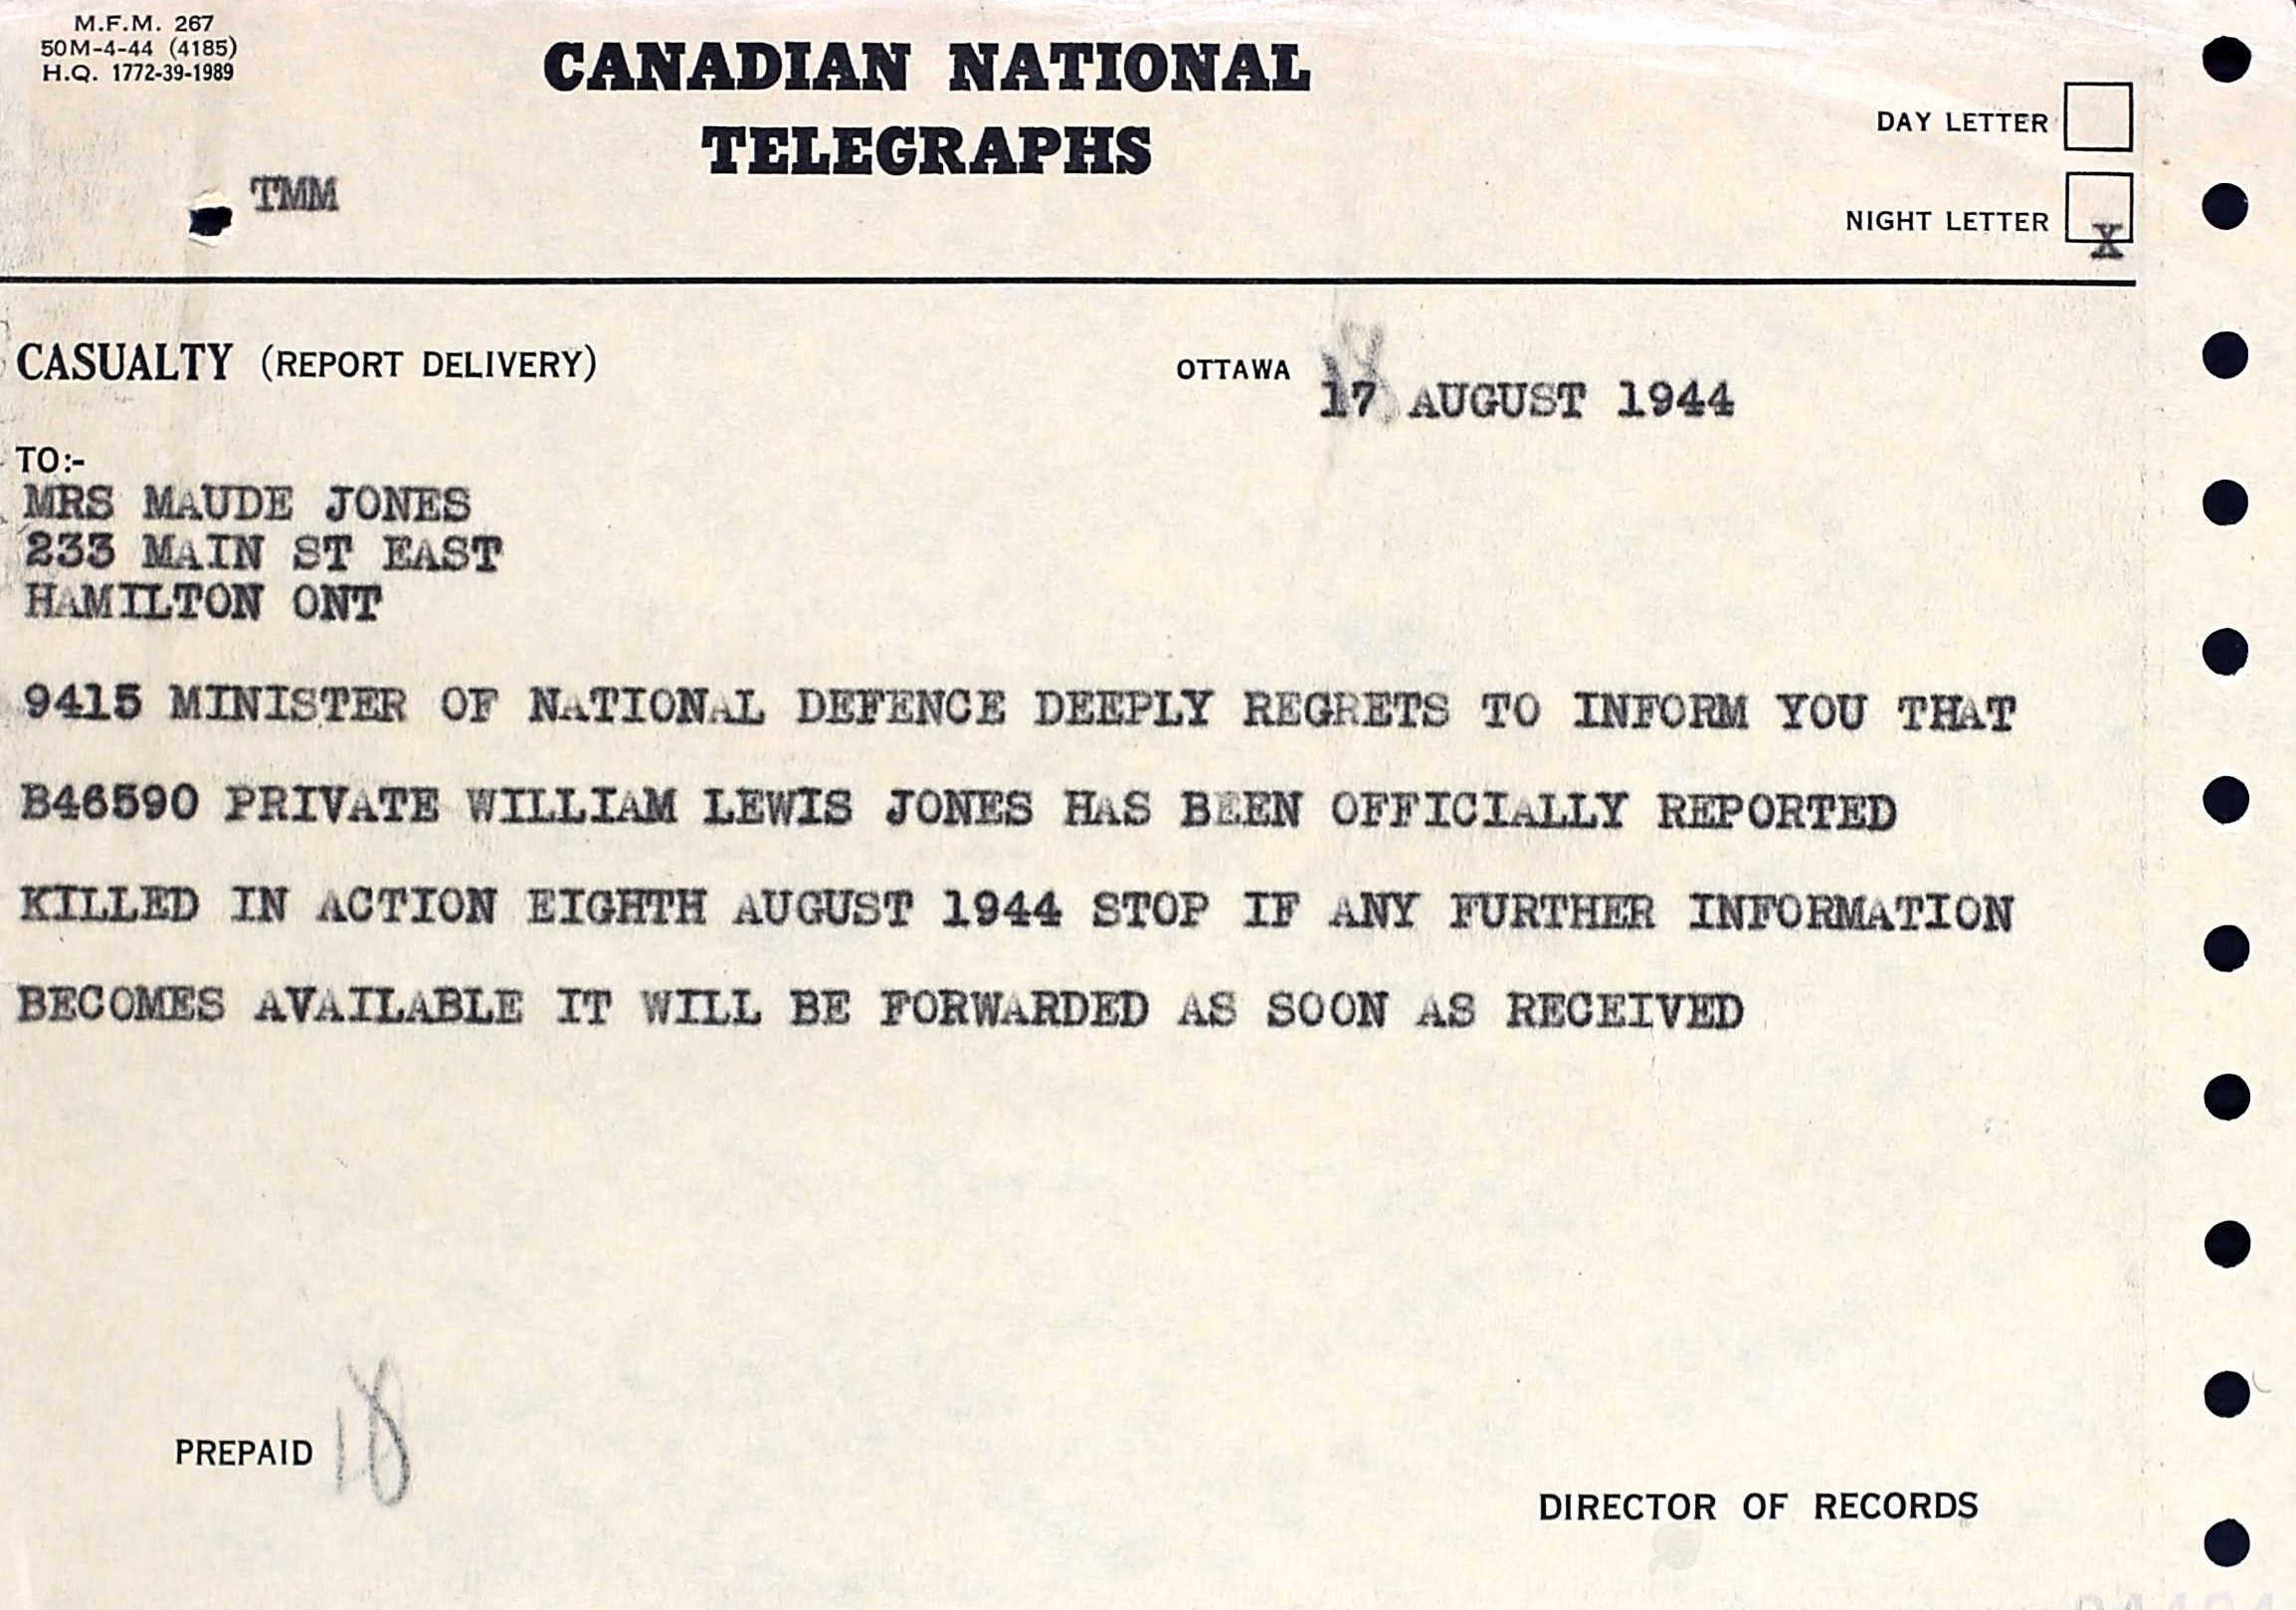 M.F.M. 267
50M-4-44 (4185)
H.Q. 1772-39-1989
CANADIAN NATIONAL
TELEGRAPHS
DAY LETTER
TMM
NIGHT LETTER X
CASUALTY (REPORT DELIVERY)
OTTAWA 18
17 AUGUST 1944
TO:-
MRS MAUDE JONES
233 MAIN ST EAST
HAMILTON ONT
9415 MINISTER OF NATIONAL DEFENCE DEEPLY REGRETS TO INFORM YOU THAT
B46590 PRIVATE WILLIAM LEWIS JONES HAS BEEN OFFICIALLY REPORTED
KILLED IN ACTION EIGHTH AUGUST 1944 STOP IF ANY FURTHER INFORMATION
BECOMES AVAILABLE IT WILL BE FORWARDED AS SOON AS RECEIVED
PREPAID 18
DIRECTOR OF RECORDS